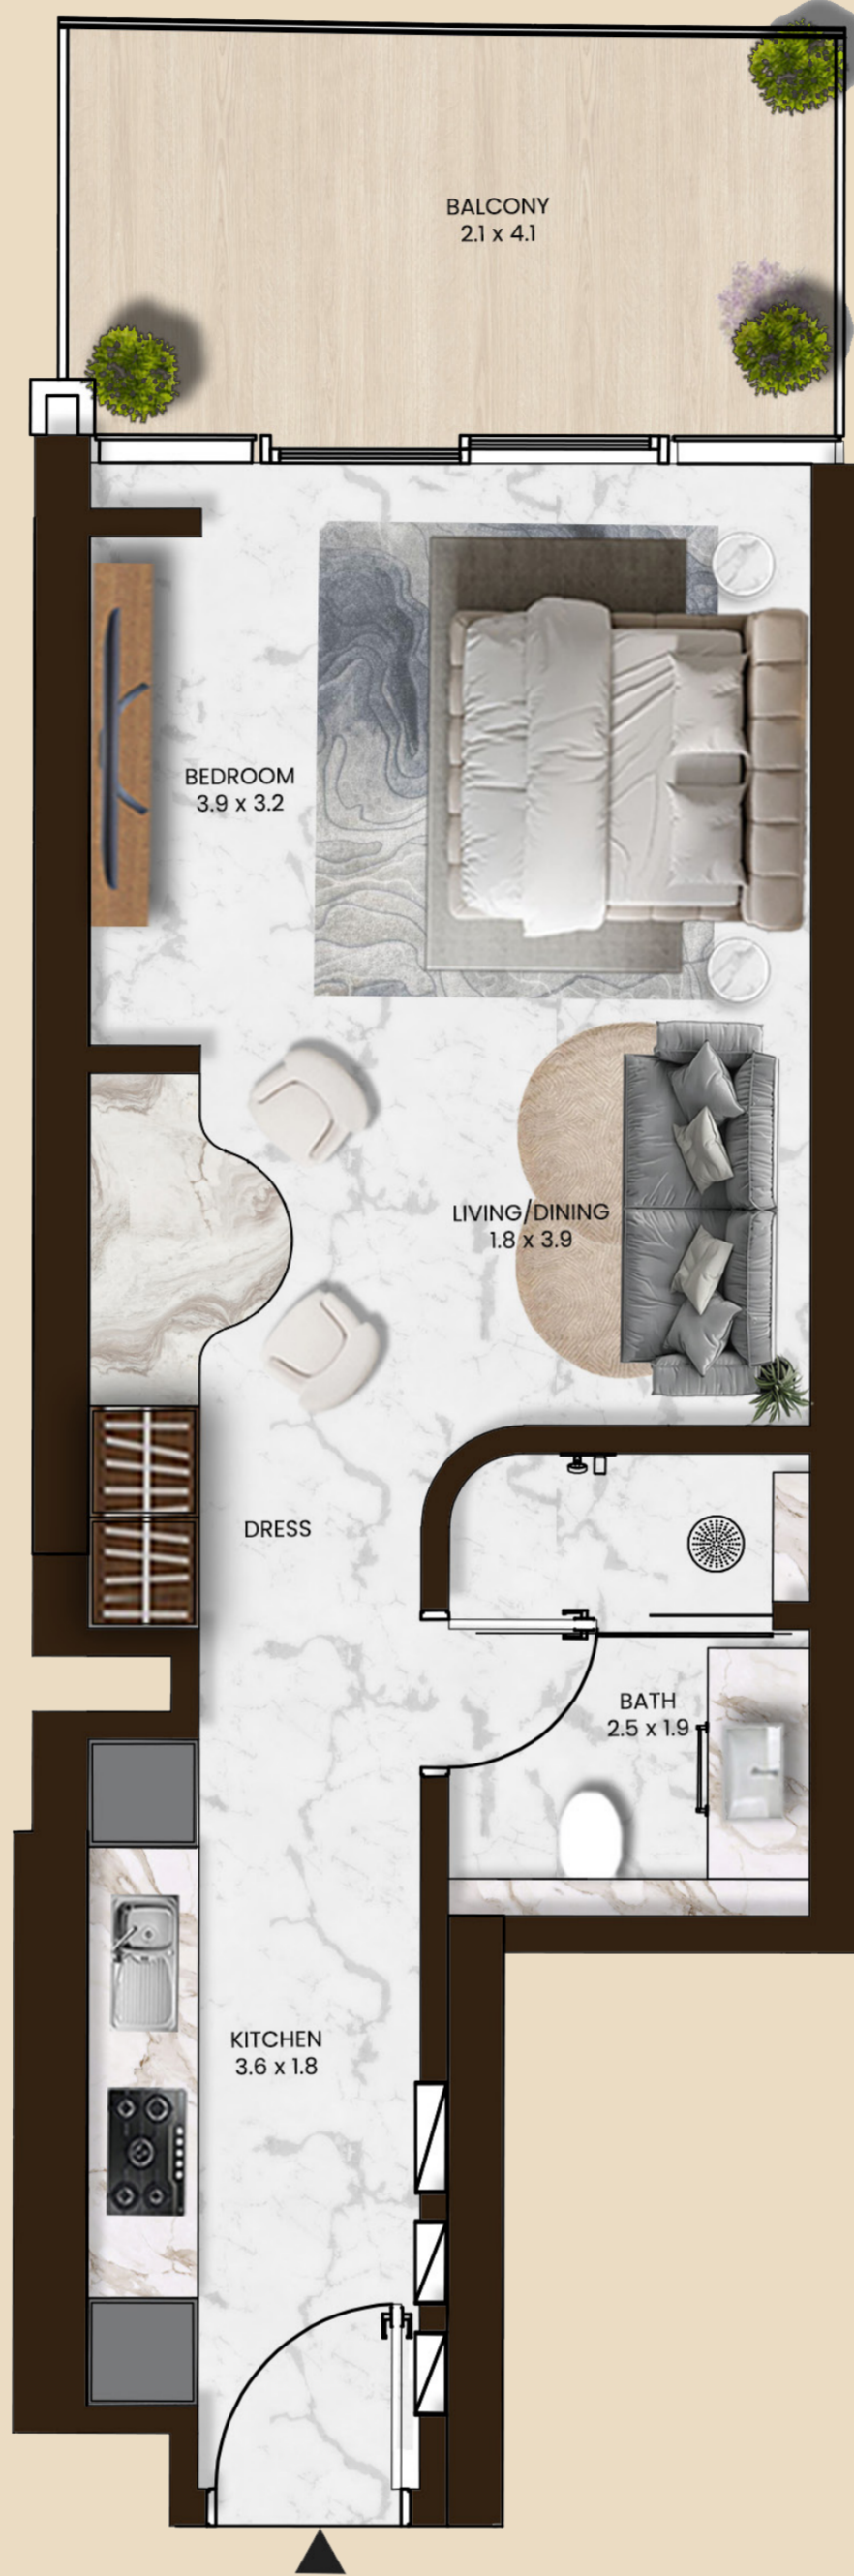 BALCONY
2.1 x 4.1
BEDROOM
3.9 x 3.2
LIVING/DINING
1.8 x 3.9
DRESS
BATH
2.5 x 1.9
KITCHEN
3.6 x 1.8